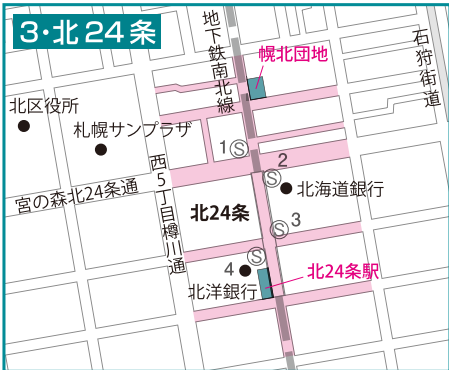 3・北24条
地下鉄南北線
幌北団地
石狩街道
北区役所
札幌サンプラザ
1 Ⓢ
2
Ⓢ
宮の森北24条通
西5丁目樽川通
北海道銀行
北24条
Ⓢ 3
4 Ⓢ
北洋銀行
北24条駅